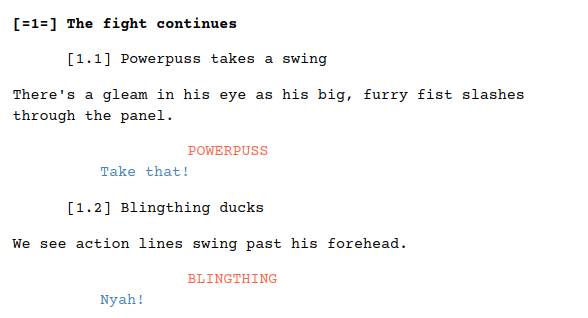 [=1=] The fight continues
[1.1] Powerpuss takes a swing
There's a gleam in his eye as his big, furry fist slashes
through the panel.
POWERPUSS
Take that!
[1.2] Blingthing ducks
We see action lines swing past his forehead.
BLINGTHING
Nyah!